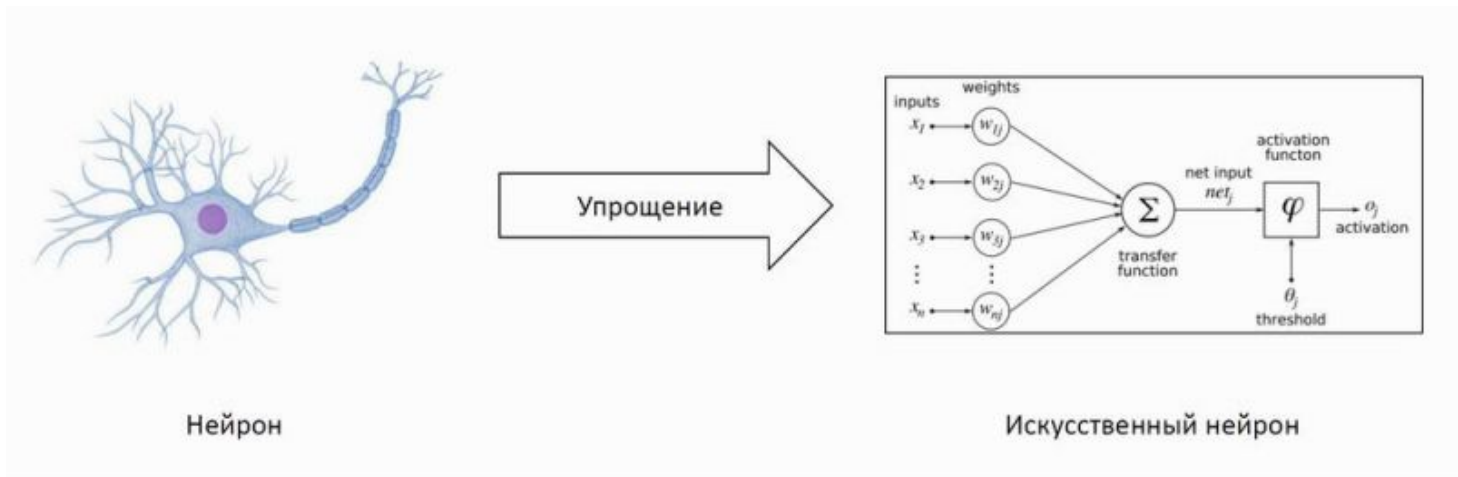 Упрощение
Нейрон
weights
inputs
x₁ w₁ⱼ
x₂ w₂ⱼ
x₃ w₃ⱼ
⋮ ⋮
xₙ wₙⱼ
Σ
transfer
function
net input
netⱼ
activation
functon
φ
oⱼ
activation
θⱼ
threshold
Искусственный нейрон